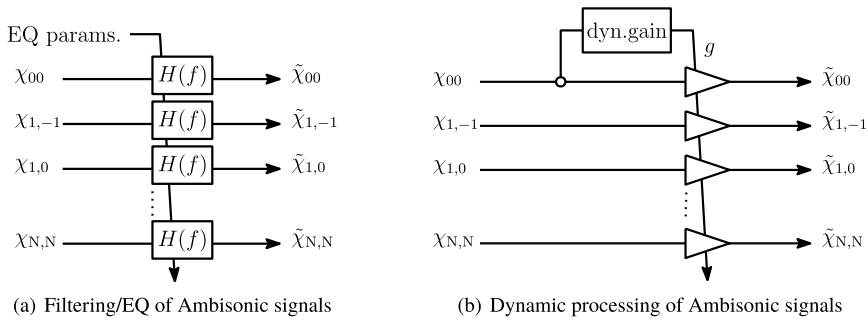 EQ params.
χ00 H(f) χ̃00
χ1,−1 H(f) χ̃1,−1
χ1,0 H(f) χ̃1,0
χN,N H(f) χ̃N,N
(a) Filtering/EQ of Ambisonic signals
dyn.gain
g
χ00 χ̃00
χ1,−1 χ̃1,−1
χ1,0 χ̃1,0
χN,N χ̃N,N
(b) Dynamic processing of Ambisonic signals